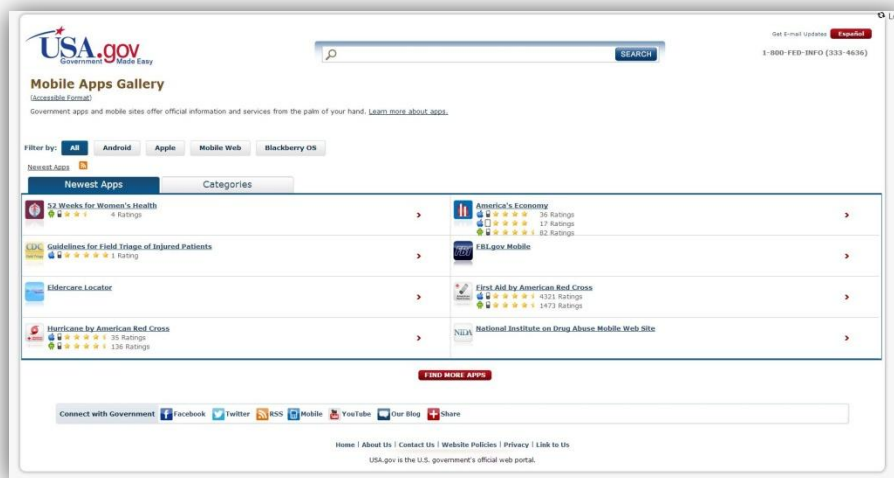 USA.gov
Government Made Easy
SEARCH
Get E-mail Updates Español
1-800-FED-INFO (333-4636)
Mobile Apps Gallery
(Accessible Format)
Government apps and mobile sites offer official information and services from the palm of your hand. Learn more about apps.
Filter by: All Android Apple Mobile Web Blackberry OS
Newest Apps
Newest Apps Categories
52 Weeks for Women's Health
4 Ratings
America's Economy
36 Ratings
17 Ratings
82 Ratings
CDC
Guidelines for Field Triage of Injured Patients
1 Rating
FBI
FBI.gov Mobile
Eldercare Locator
First Aid by American Red Cross
4321 Ratings
1473 Ratings
Hurricane by American Red Cross
35 Ratings
136 Ratings
NIDA
National Institute on Drug Abuse Mobile Web Site
FIND MORE APPS
Connect with Government Facebook Twitter RSS Mobile YouTube Our Blog Share
Home | About Us | Contact Us | Website Policies | Privacy | Link to Us
USA.gov is the U.S. government's official web portal.